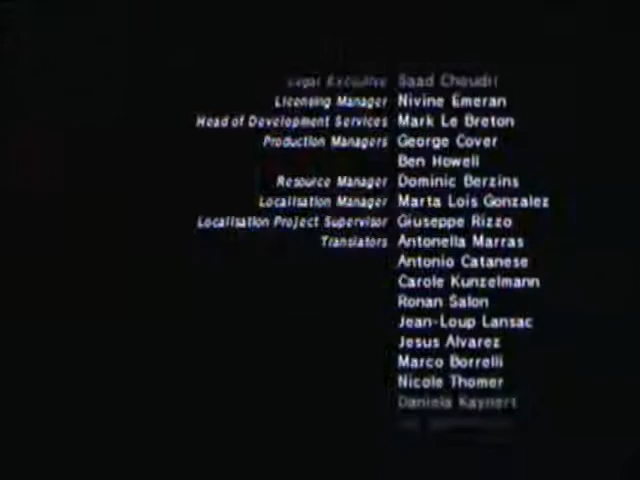 Legal Executive Saad Choudri
Licensing Manager Nivine Emeran
Head of Development Services Mark Le Breton
Production Managers George Cover
Ben Howell
Resource Manager Dominic Berzins
Localisation Manager Marta Lois Gonzalez
Localisation Project Supervisor Giuseppe Rizzo
Translators Antonella Marras
Antonio Catanese
Carole Kunzelmann
Ronan Salon
Jean-Loup Lansac
Jesus Alvarez
Marco Borrelli
Nicole Thomer
Daniela Kaynert